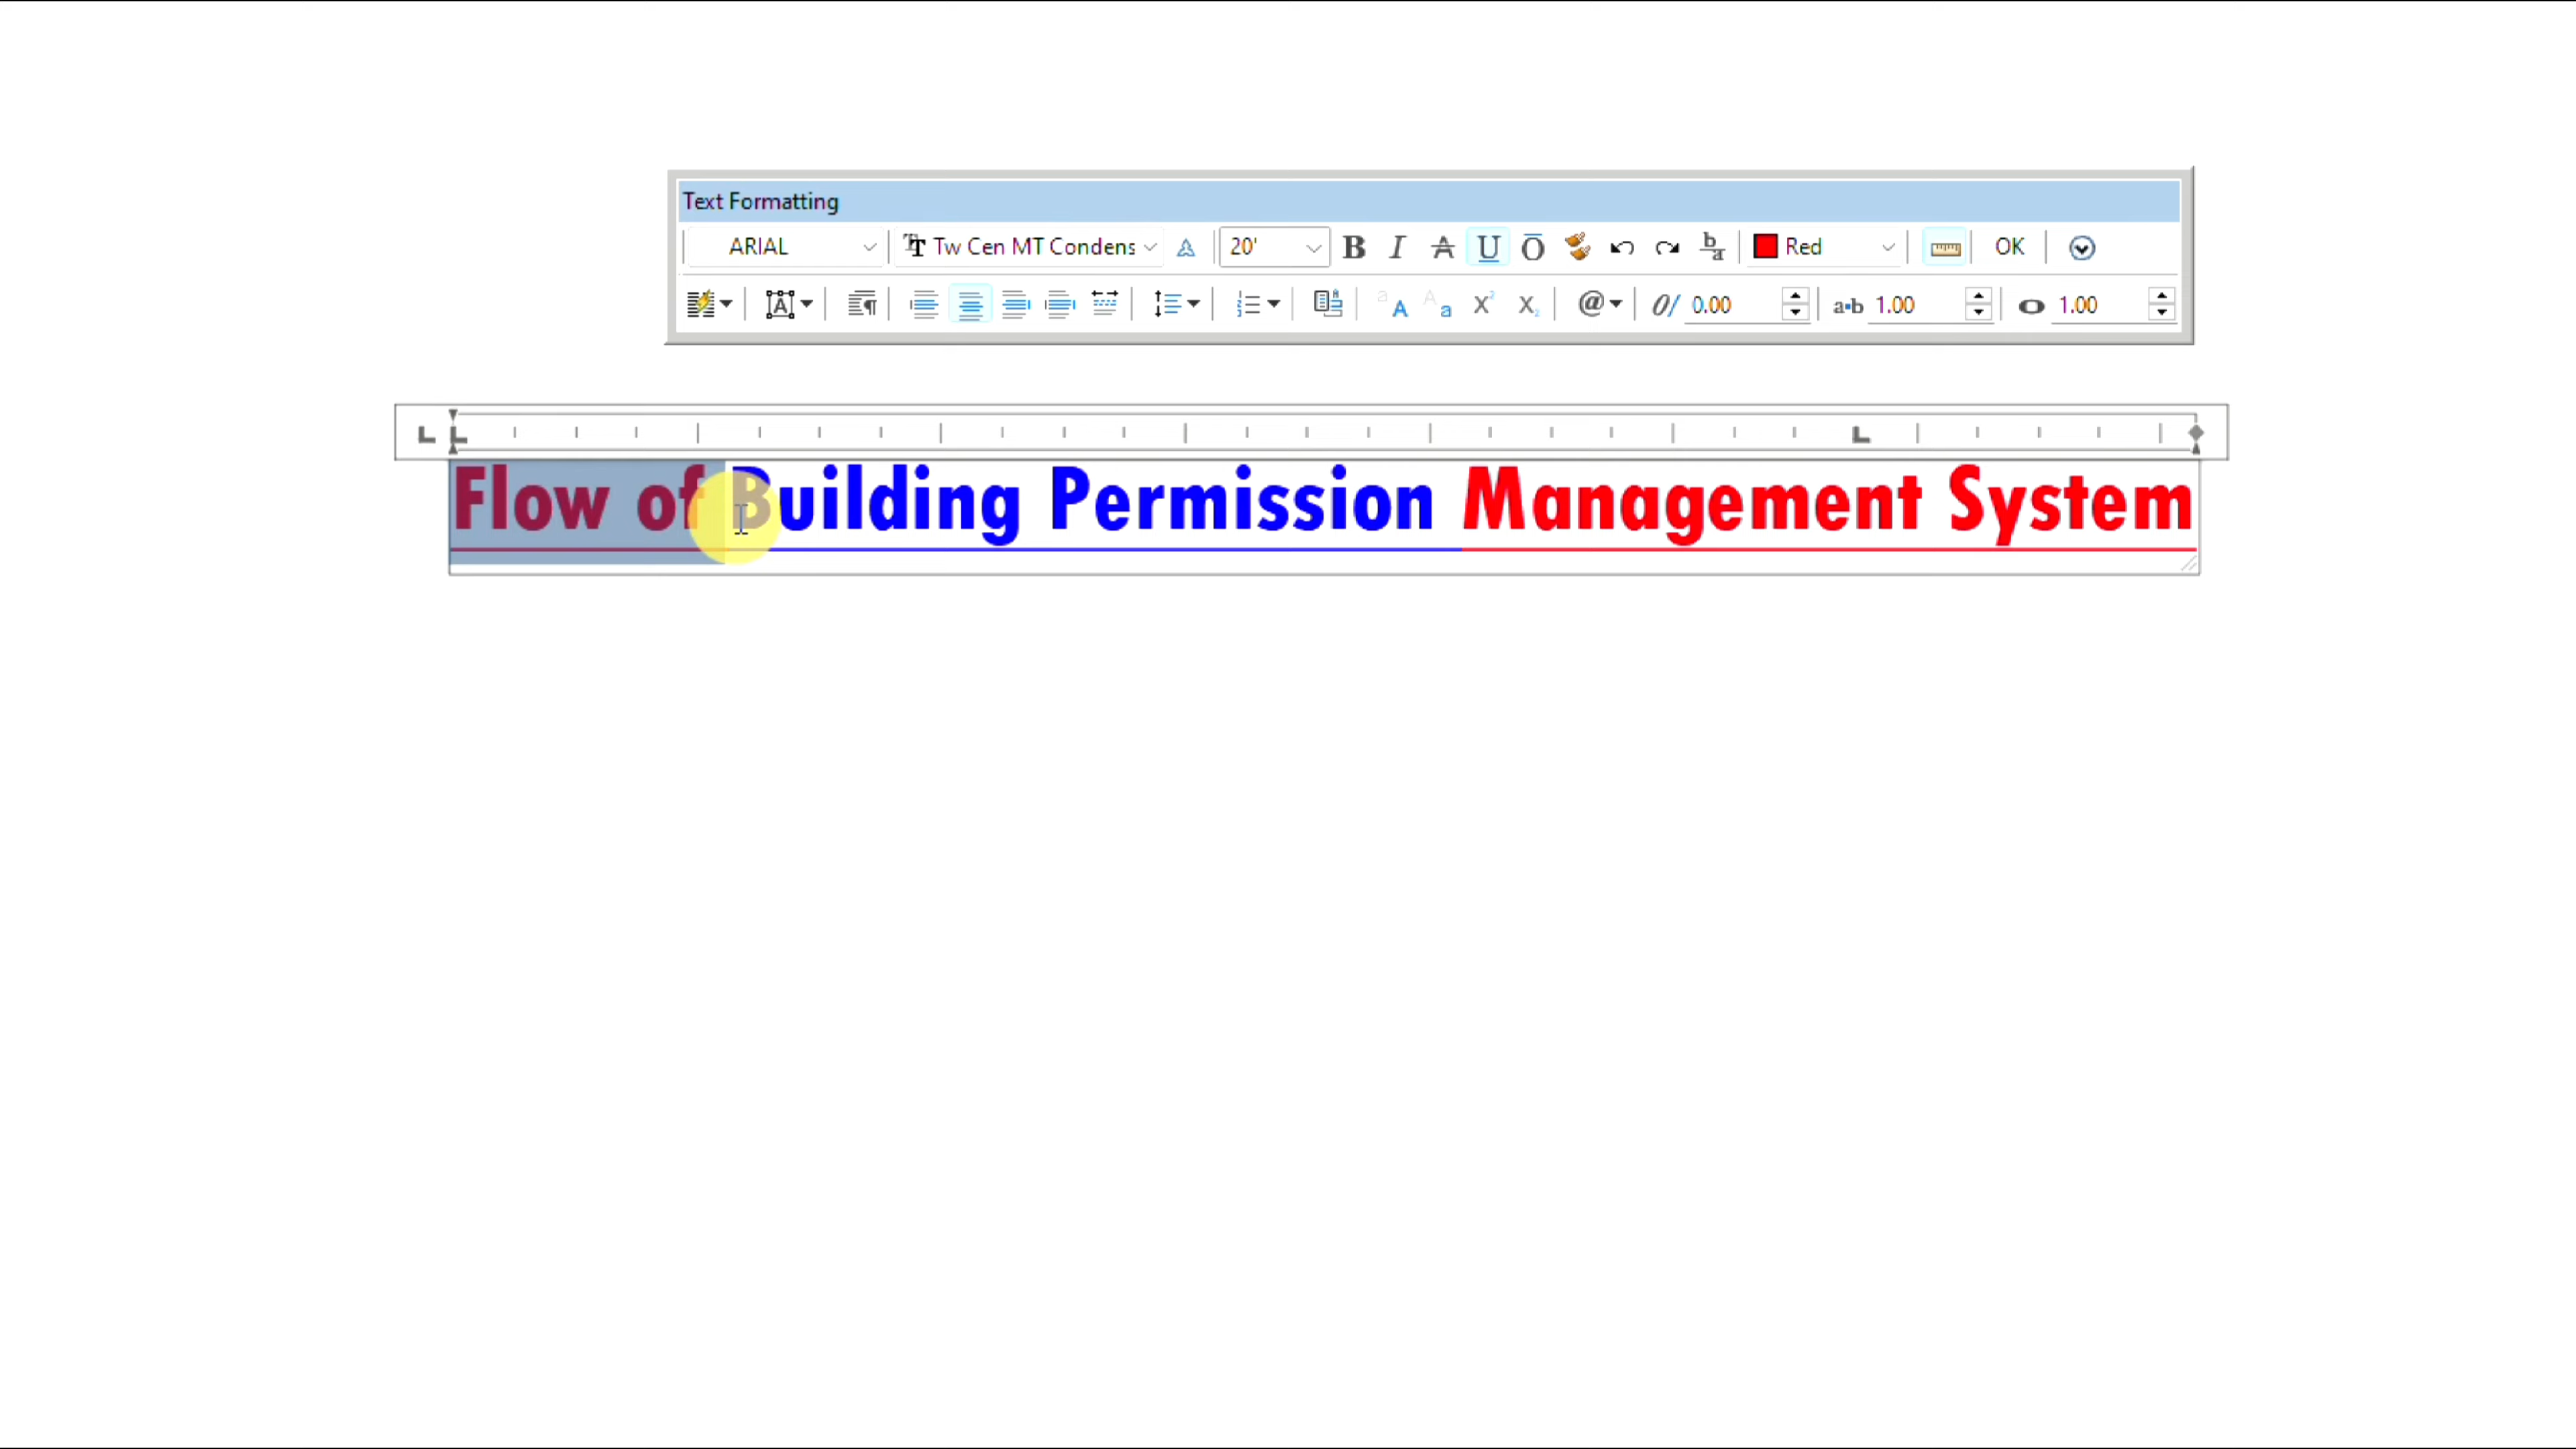 Text Formatting
ARIAL Tw Cen MT Condens 20' B I A U O b/a Red OK
A @ 0/ 0.00 a•b 1.00 O 1.00
Flow of Building Permission Management System